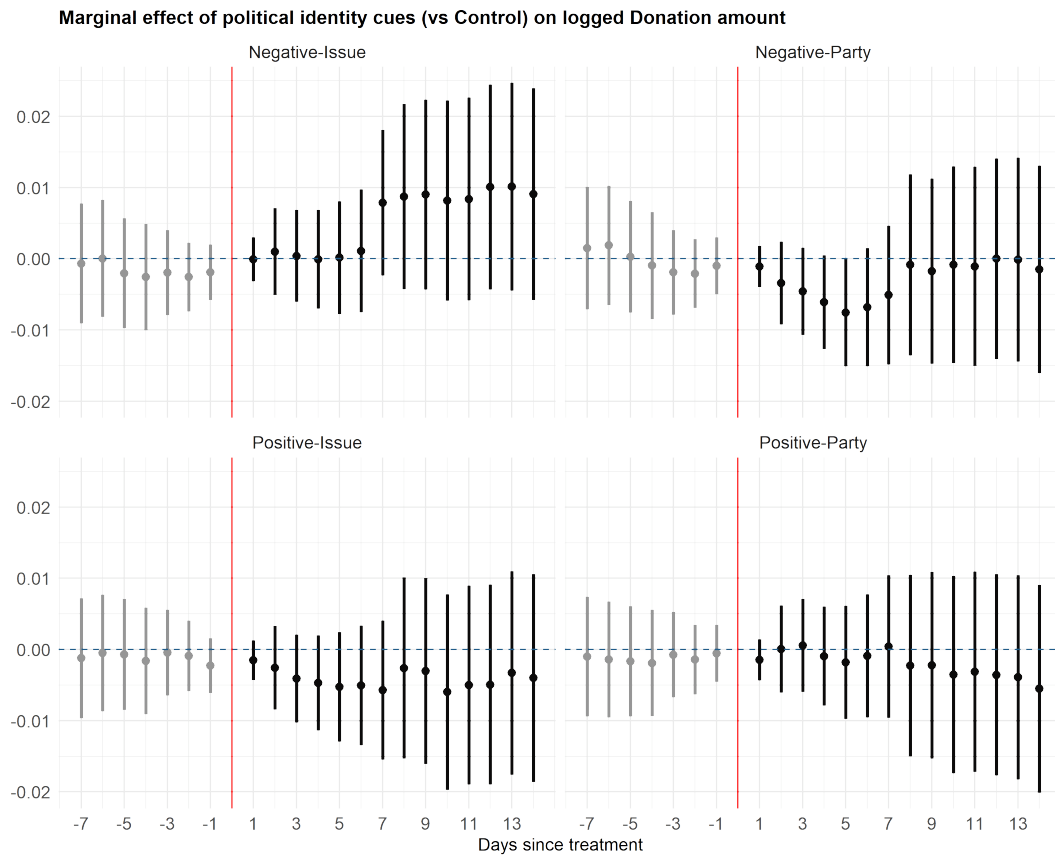 Marginal effect of political identity cues (vs Control) on logged Donation amount
Negative-Issue
Negative-Party
0.02
0.01
0.00
-0.01
-0.02
Positive-Issue
Positive-Party
0.02
0.01
0.00
-0.01
-0.02
-7 -5 -3 -1 1 3 5 7 9 11 13
-7 -5 -3 -1 1 3 5 7 9 11 13
Days since treatment